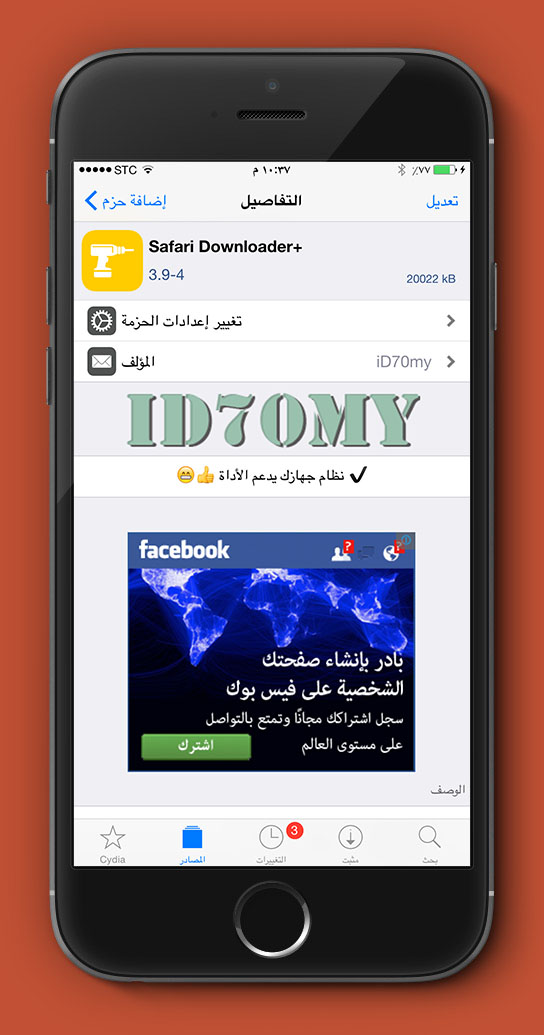 STC
١٠:٣٧ م
٪٧٧
إضافة حزم
التفاصيل
تعديل
Safari Downloader+
3.9-4
20022 kB
تغيير إعدادات الحزمة
المؤلف
iD70my
ID70MY
✔ نظام جهازك يدعم الأداة 👍😁
facebook
? ?
بادر بإنشاء صفحتك
الشخصية على فيس بوك
سجل اشتراكك مجانًا وتمتع بالتواصل
على مستوى العالم
اشترك
الوصف
3
Cydia
المصادر
التغييرات
مثبت
بحث